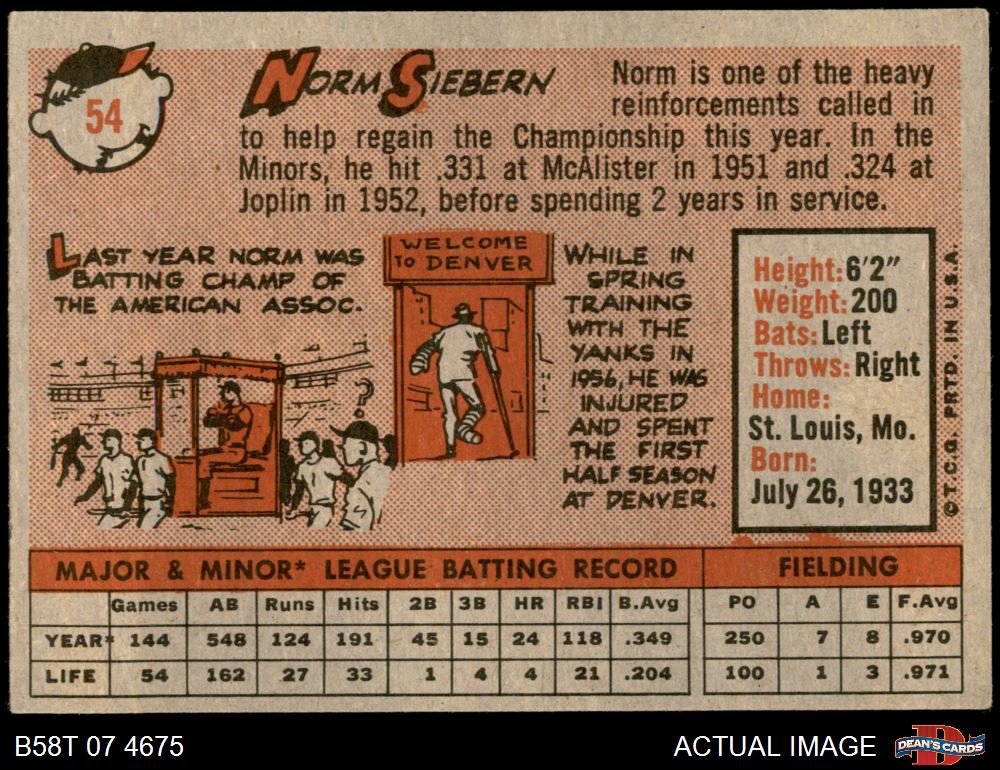 54
NORM SIEBERN
Norm is one of the heavy
reinforcements called in
to help regain the Championship this year. In the
Minors, he hit .331 at McAlister in 1951 and .324 at
Joplin in 1952, before spending 2 years in service.
LAST YEAR NORM WAS
BATTING CHAMP OF
THE AMERICAN ASSOC.
?
WELCOME
TO DENVER
WHILE IN
SPRING
TRAINING
WITH THE
YANKS IN
1956, HE WAS
INJURED
AND SPENT
THE FIRST
HALF SEASON
AT DENVER.
Height: 6'2"
Weight: 200
Bats: Left
Throws: Right
Home:
St. Louis, Mo.
Born:
July 26, 1933
© T.C.G. PRTD. IN U.S.A.
MAJOR & MINOR* LEAGUE BATTING RECORD FIELDING
Games AB Runs Hits 2B 3B HR RBI B.Avg PO A E F.Avg
YEAR* 144 548 124 191 45 15 24 118 .349 250 7 8 .970
LIFE 54 162 27 33 1 4 4 21 .204 100 1 3 .971
B58T 07 4675 ACTUAL IMAGE D DEAN'S CARDS